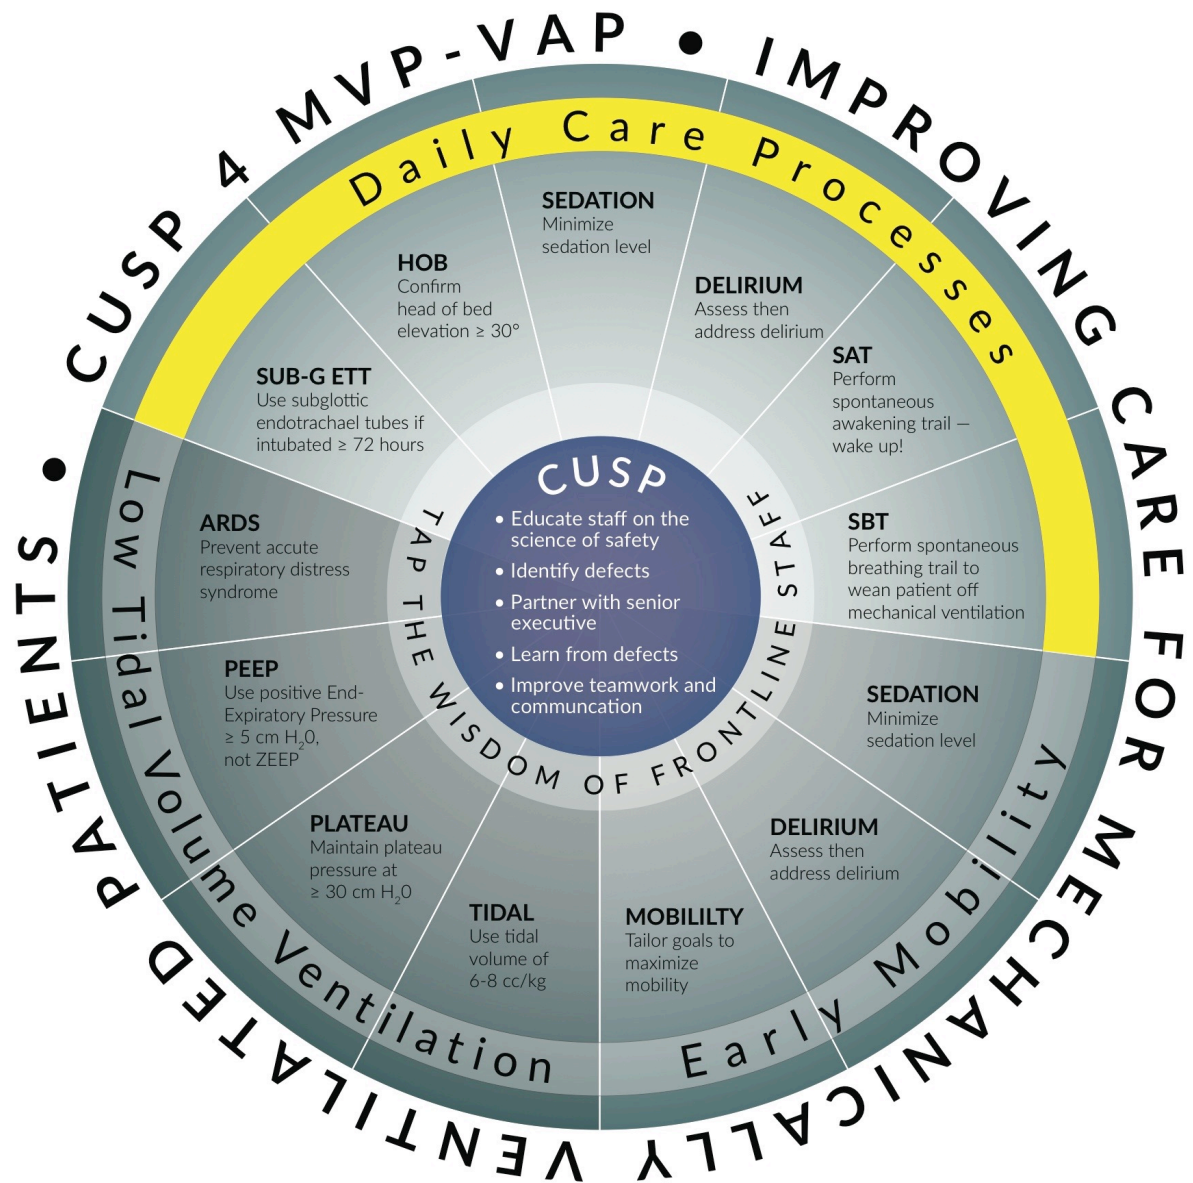 CUSP 4 MVP-VAP • IMPROVING CARE FOR MECHANICALLY VENTILATED PATIENTS •
Daily Care Processes
SUB-G ETT
Use subglottic
endotrachael tubes if
intubated ≥ 72 hours
HOB
Confirm
head of bed
elevation ≥ 30°
SEDATION
Minimize
sedation level
DELIRIUM
Assess then
address delirium
SAT
Perform
spontaneous
awakening trail —
wake up!
SBT
Perform spontaneous
breathing trail to
wean patient off
mechanical ventilation
Early Mobility
SEDATION
Minimize
sedation level
DELIRIUM
Assess then
address delirium
MOBILILTY
Tailor goals to
maximize
mobility
Low Tidal Volume Ventilation
TIDAL
Use tidal
volume of
6-8 cc/kg
PLATEAU
Maintain plateau
pressure at
≥ 30 cm H₂0
PEEP
Use positive End-
Expiratory Pressure
≥ 5 cm H₂0,
not ZEEP
ARDS
Prevent accute
respiratory distress
syndrome
TAP THE WISDOM OF FRONTLINE STAFF
CUSP
• Educate staff on the
science of safety
• Identify defects
• Partner with senior
executive
• Learn from defects
• Improve teamwork and
communcation